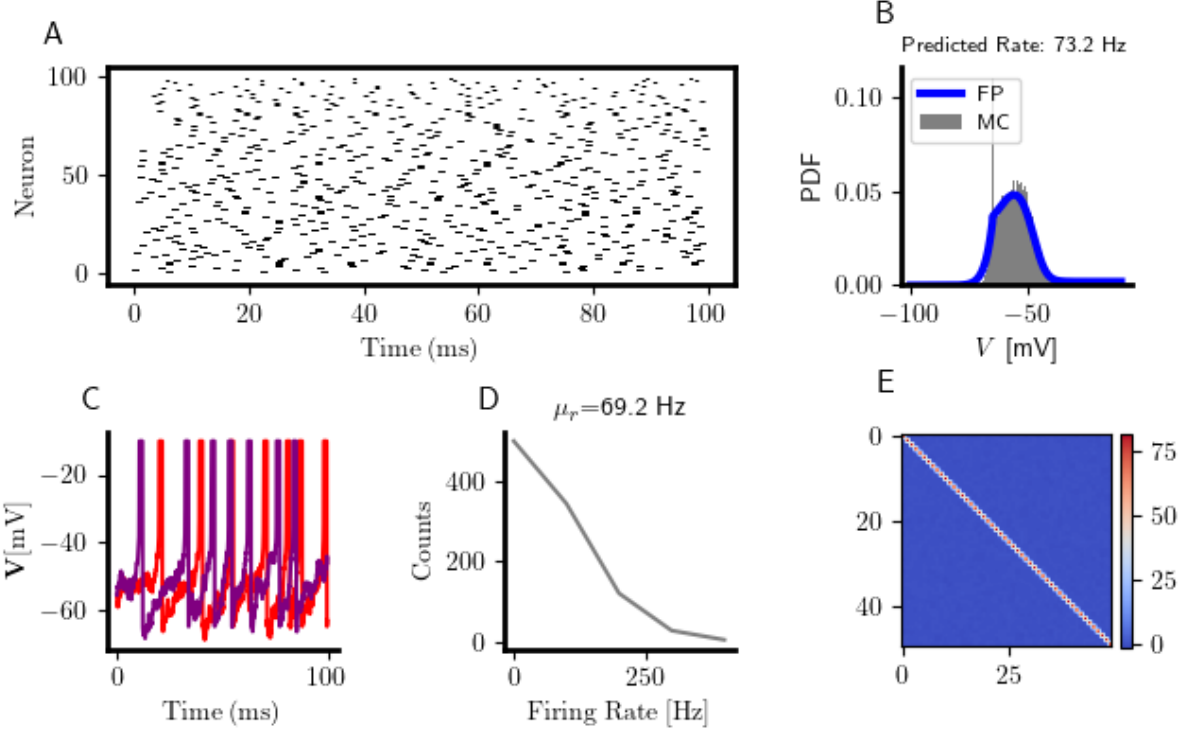 A
Neuron
100
50
0
0 20 40 60 80 100
Time (ms)
B
Predicted Rate: 73.2 Hz
FP
MC
PDF
0.10
0.05
0.00
−100 −50
V [mV]
C
V[mV]
−20
−40
−60
0 100
Time (ms)
D
μr=69.2 Hz
Counts
400
200
0
0 250
Firing Rate [Hz]
E
0
20
40
0 25
75
50
25
0